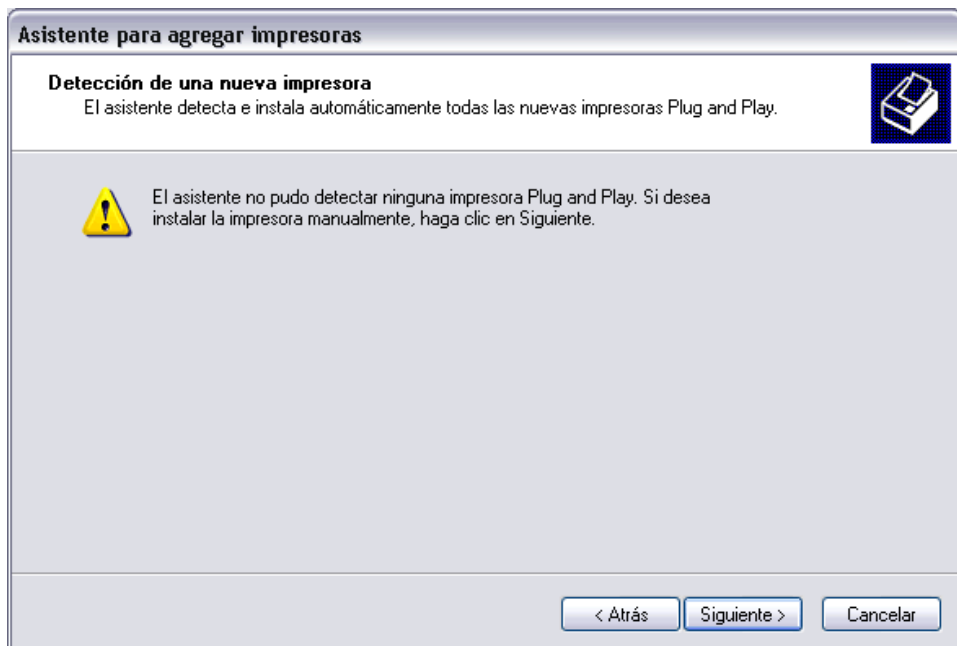 Asistente para agregar impresoras
Detección de una nueva impresora
El asistente detecta e instala automáticamente todas las nuevas impresoras Plug and Play.
El asistente no pudo detectar ninguna impresora Plug and Play. Si desea
instalar la impresora manualmente, haga clic en Siguiente.
< Atrás
Siguiente >
Cancelar